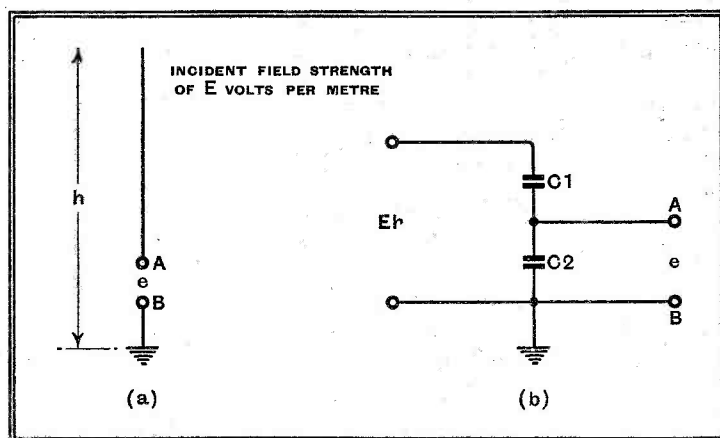 INCIDENT FIELD STRENGTH
OF E VOLTS PER METRE
h
A
e
B
(a)
Eh
C1
C2
A
e
B
(b)